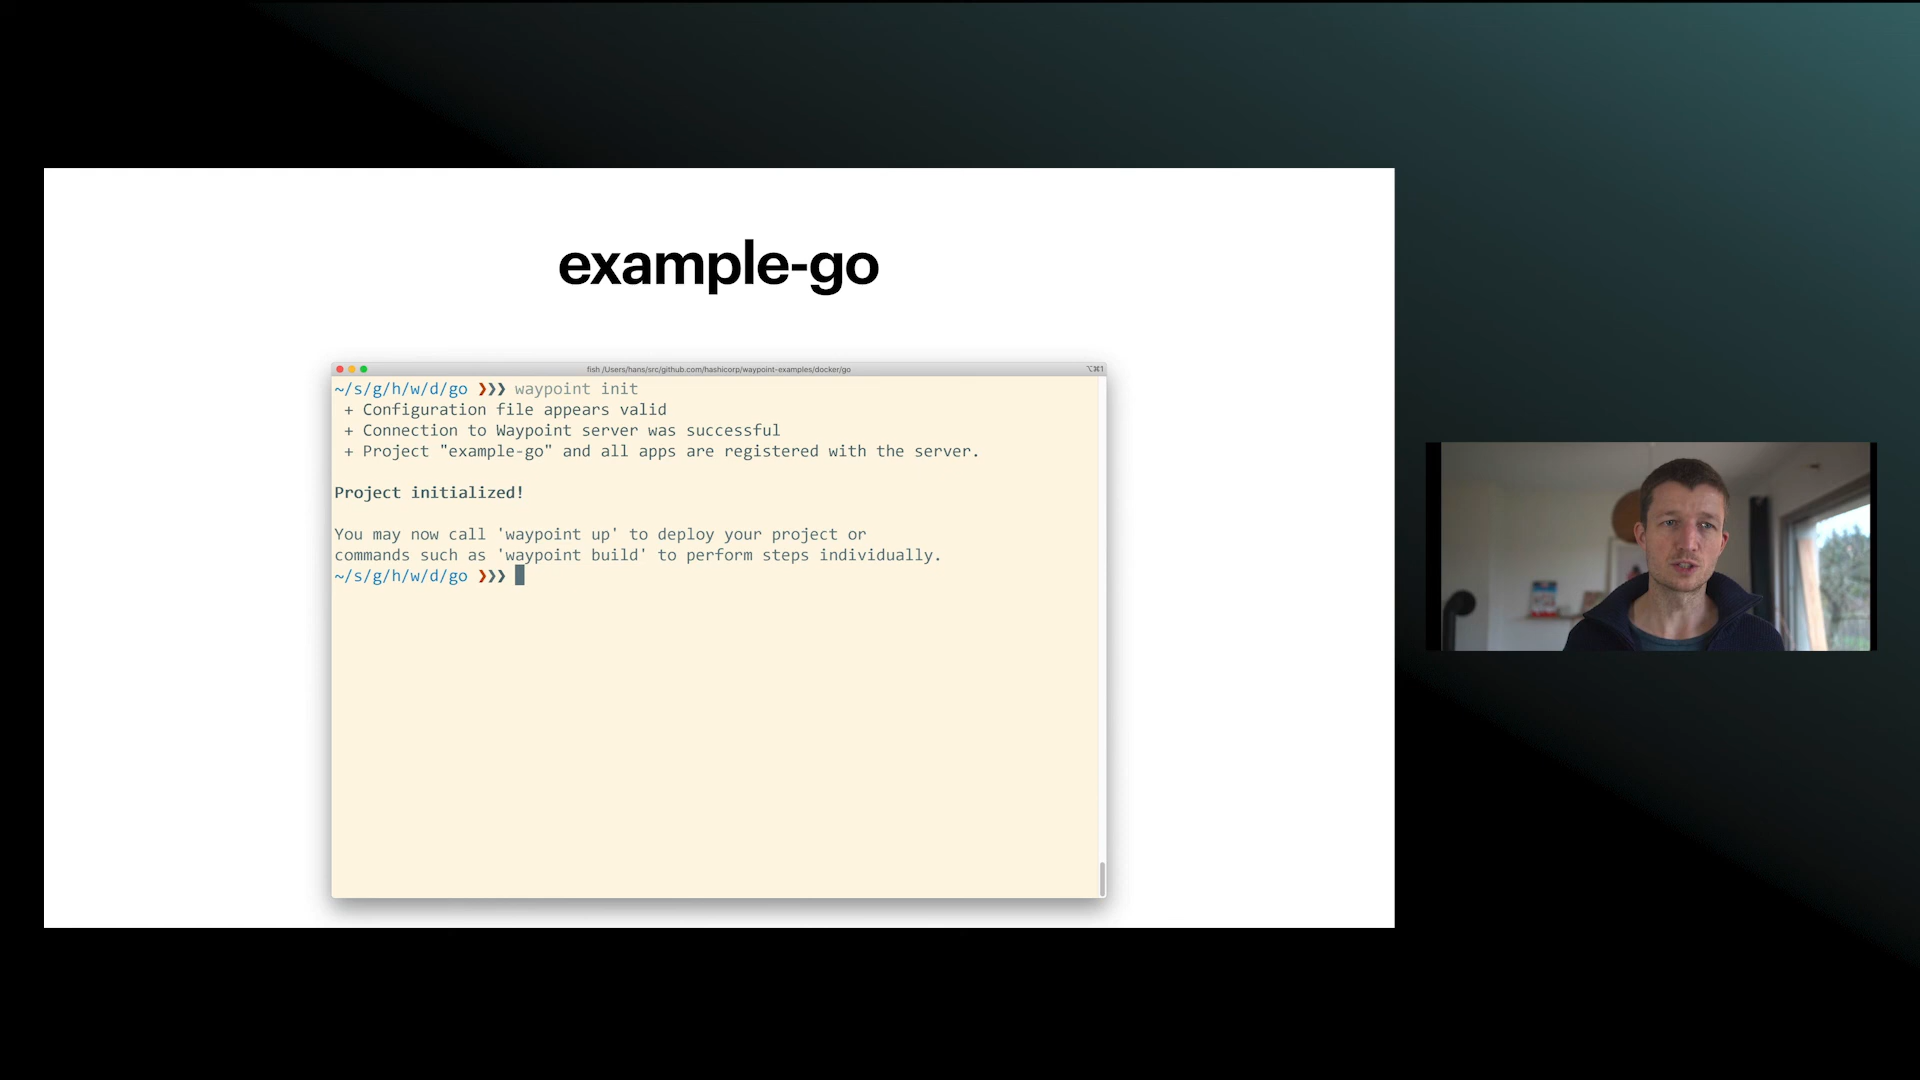 example-go
fish /Users/hans/src/github.com/hashicorp/waypoint-examples/docker/go
⌥⌘1
~/s/g/h/w/d/go ❯❯❯ waypoint init
+ Configuration file appears valid
+ Connection to Waypoint server was successful
+ Project "example-go" and all apps are registered with the server.
Project initialized!
You may now call 'waypoint up' to deploy your project or
commands such as 'waypoint build' to perform steps individually.
~/s/g/h/w/d/go ❯❯❯